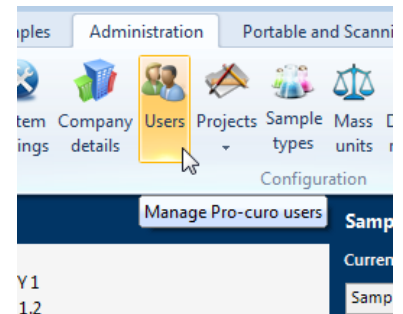 Administration Portable and
Company Users Projects Sample Mass
details types units
Configuration
Manage Pro-curo users
Y1
1.2